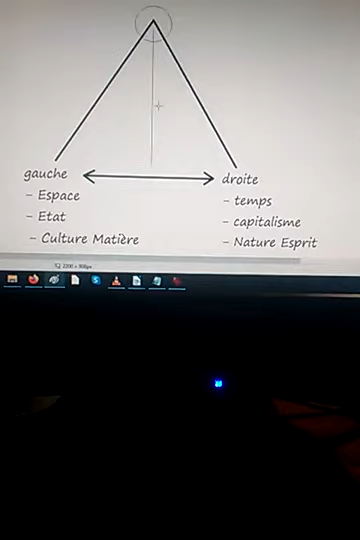 gauche
droite
- Espace
- temps
- Etat
- capitalisme
- Culture Matière
- Nature Esprit